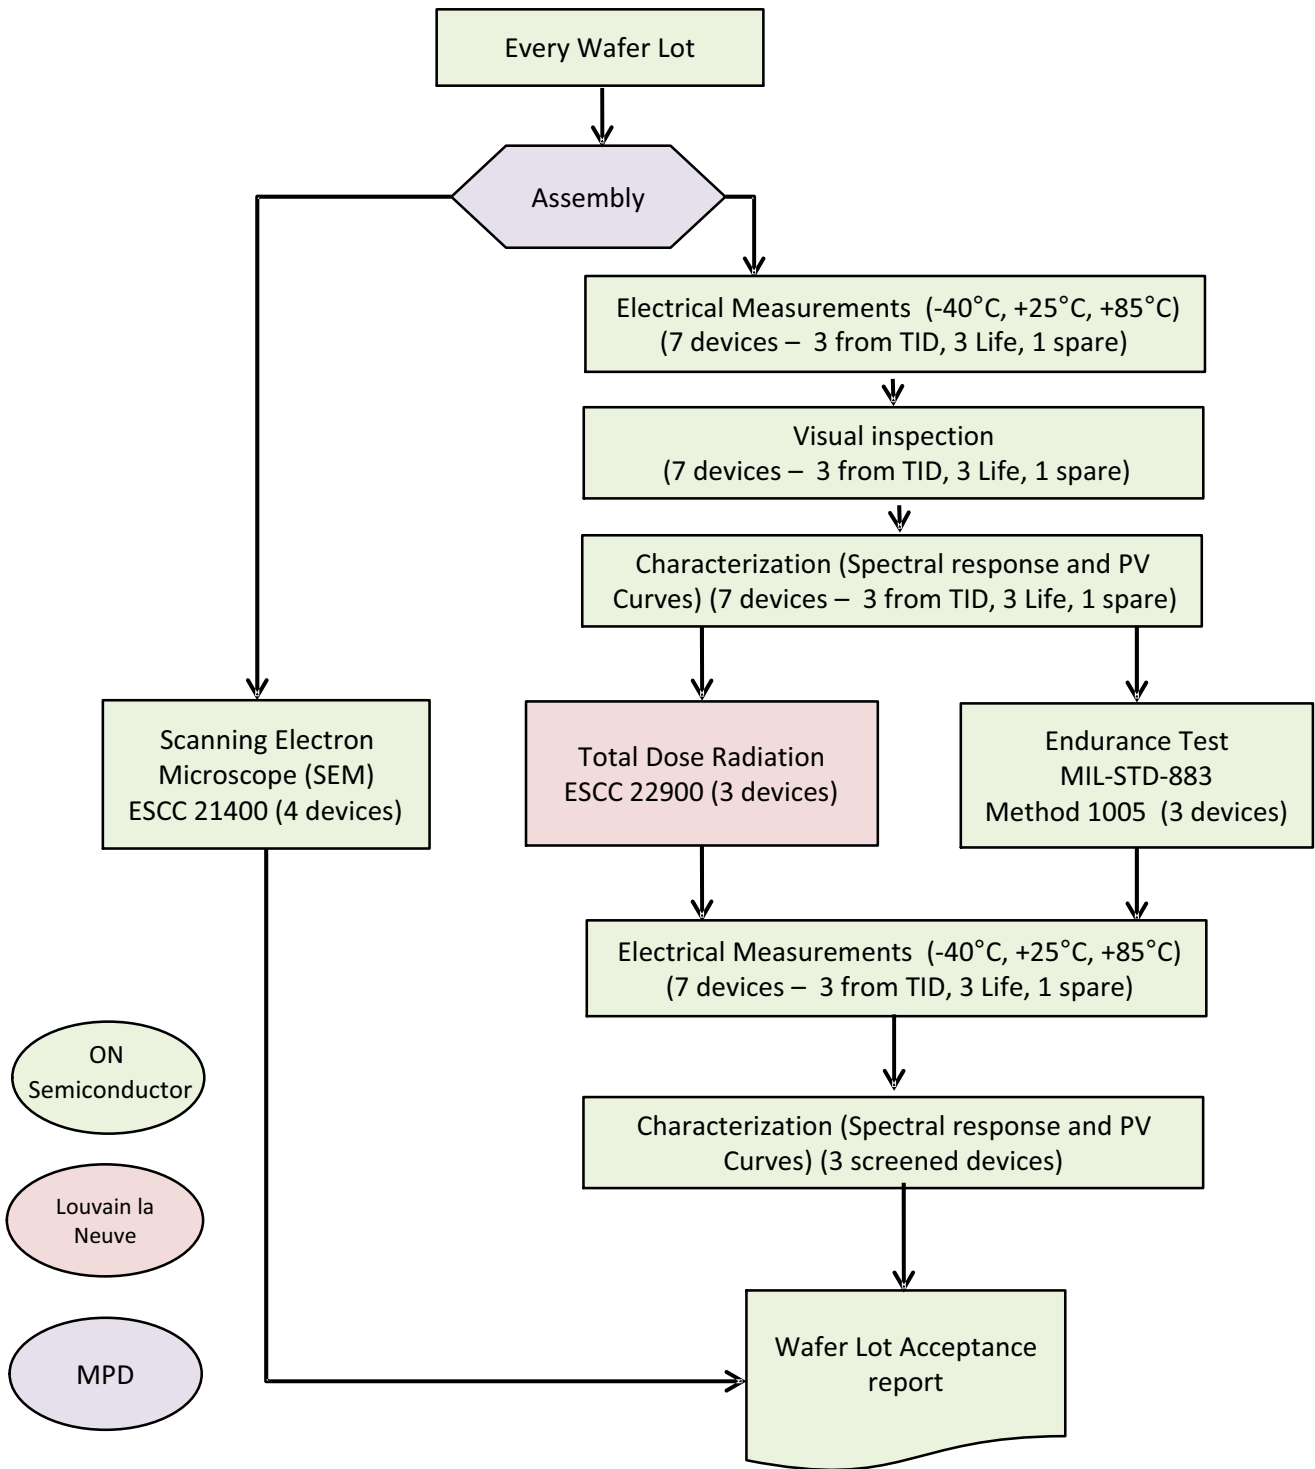 Every Wafer Lot
Assembly
Electrical Measurements  (-40°C, +25°C, +85°C)
(7 devices –  3 from TID, 3 Life, 1 spare)
Visual inspection
(7 devices –  3 from TID, 3 Life, 1 spare)
Characterization (Spectral response and PV
Curves) (7 devices –  3 from TID, 3 Life, 1 spare)
Scanning Electron
Microscope (SEM)
ESCC 21400 (4 devices)
Total Dose Radiation
ESCC 22900 (3 devices)
Endurance Test
MIL-STD-883
Method 1005  (3 devices)
Electrical Measurements  (-40°C, +25°C, +85°C)
(7 devices –  3 from TID, 3 Life, 1 spare)
Characterization (Spectral response and PV
Curves) (3 screened devices)
Wafer Lot Acceptance
report
ON
Semiconductor
Louvain la
Neuve
MPD